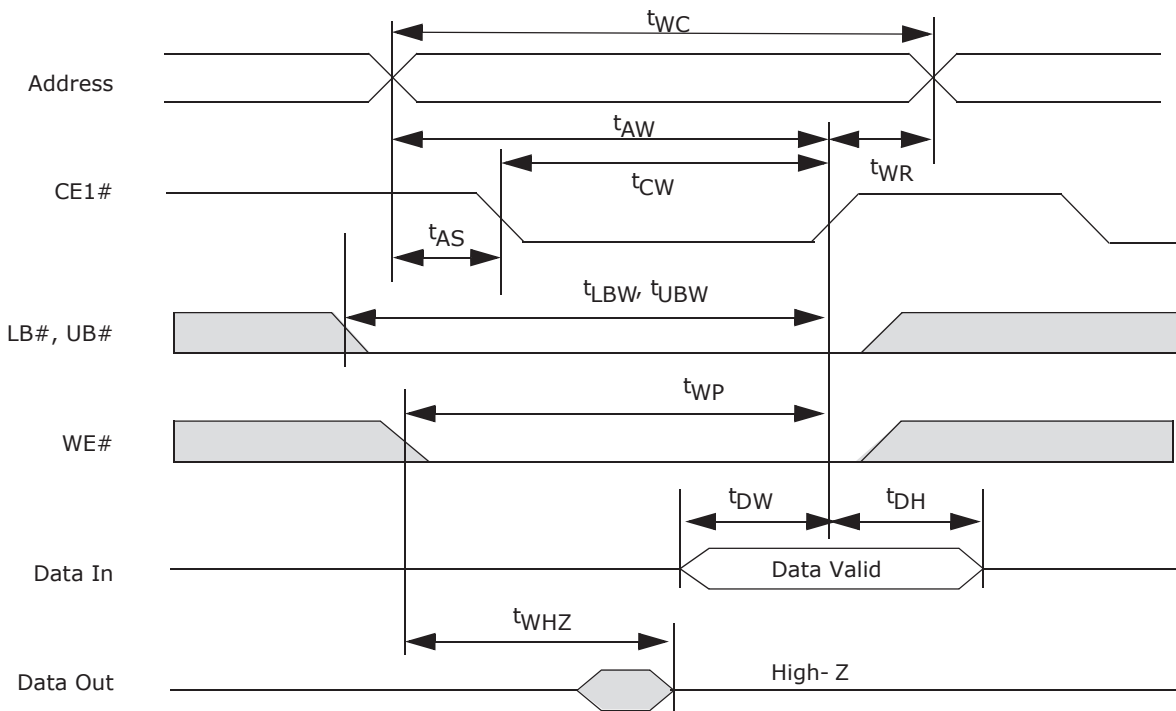 tWC
Address
tAW
CE1#
tCW
tWR
tAS
tLBW, tUBW
LB#, UB#
tWP
WE#
tDW
tDH
Data In
Data Valid
tWHZ
Data Out
High- Z